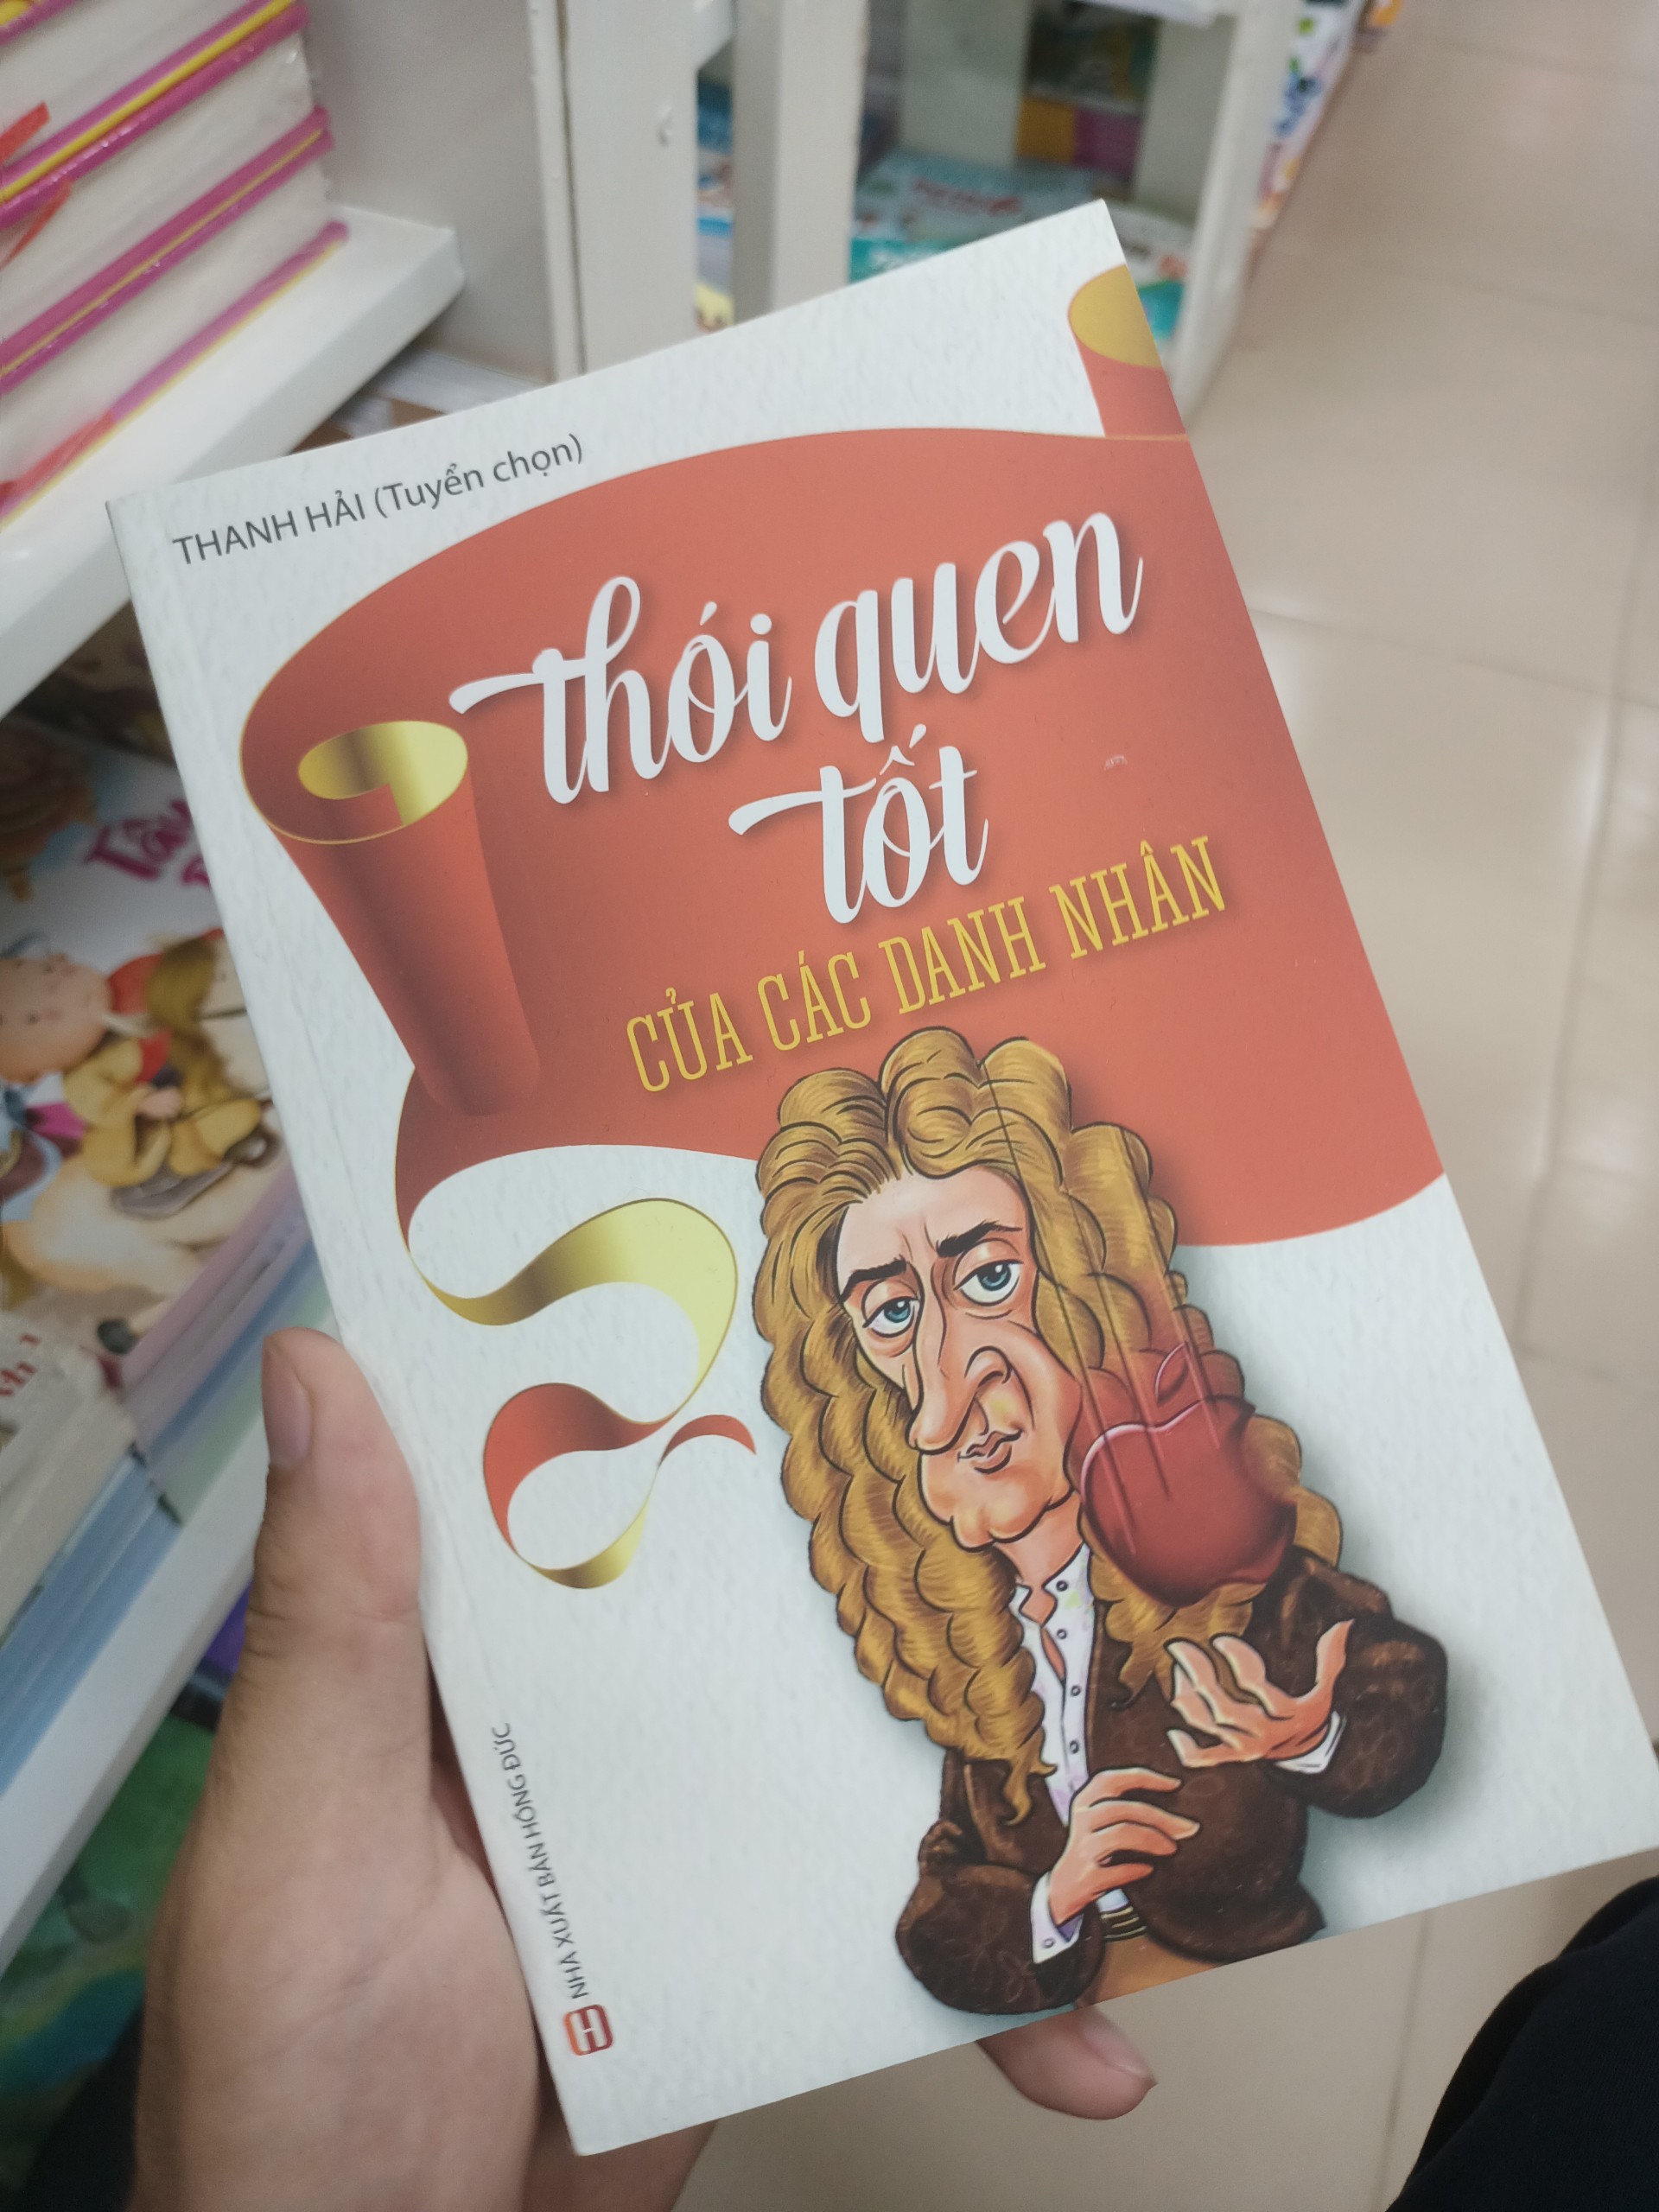 THANH HẢI (Tuyển chọn)
thói quen
tốt
CỦA CÁC DANH NHÂN
NHÀ XUẤT BẢN HỒNG ĐỨC